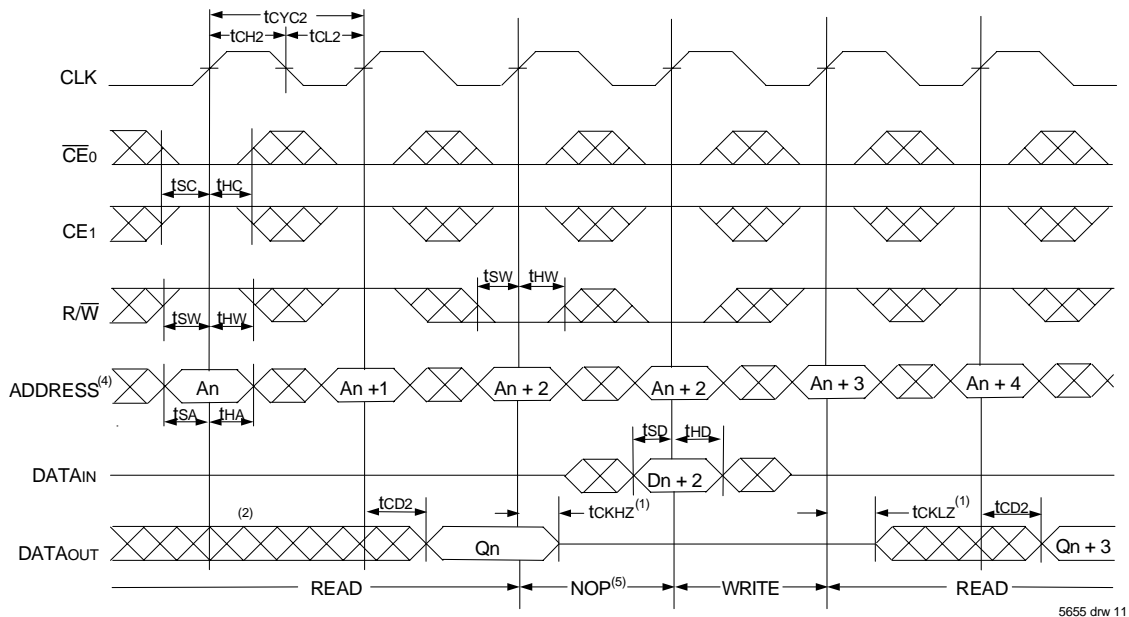 tCYC2
tCH2 tCL2
CLK
CE0
tSC tHC
CE1
tSW tHW
R/W
tSW tHW
ADDRESS(4) An An +1 An + 2 An + 2 An + 3 An + 4
tSA tHA
tSD tHD
DATAIN Dn + 2
tCD2 tCKHZ(1) tCKLZ(1) tCD2
(2)
DATAOUT Qn Qn + 3
READ NOP(5) WRITE READ
5655 drw 11